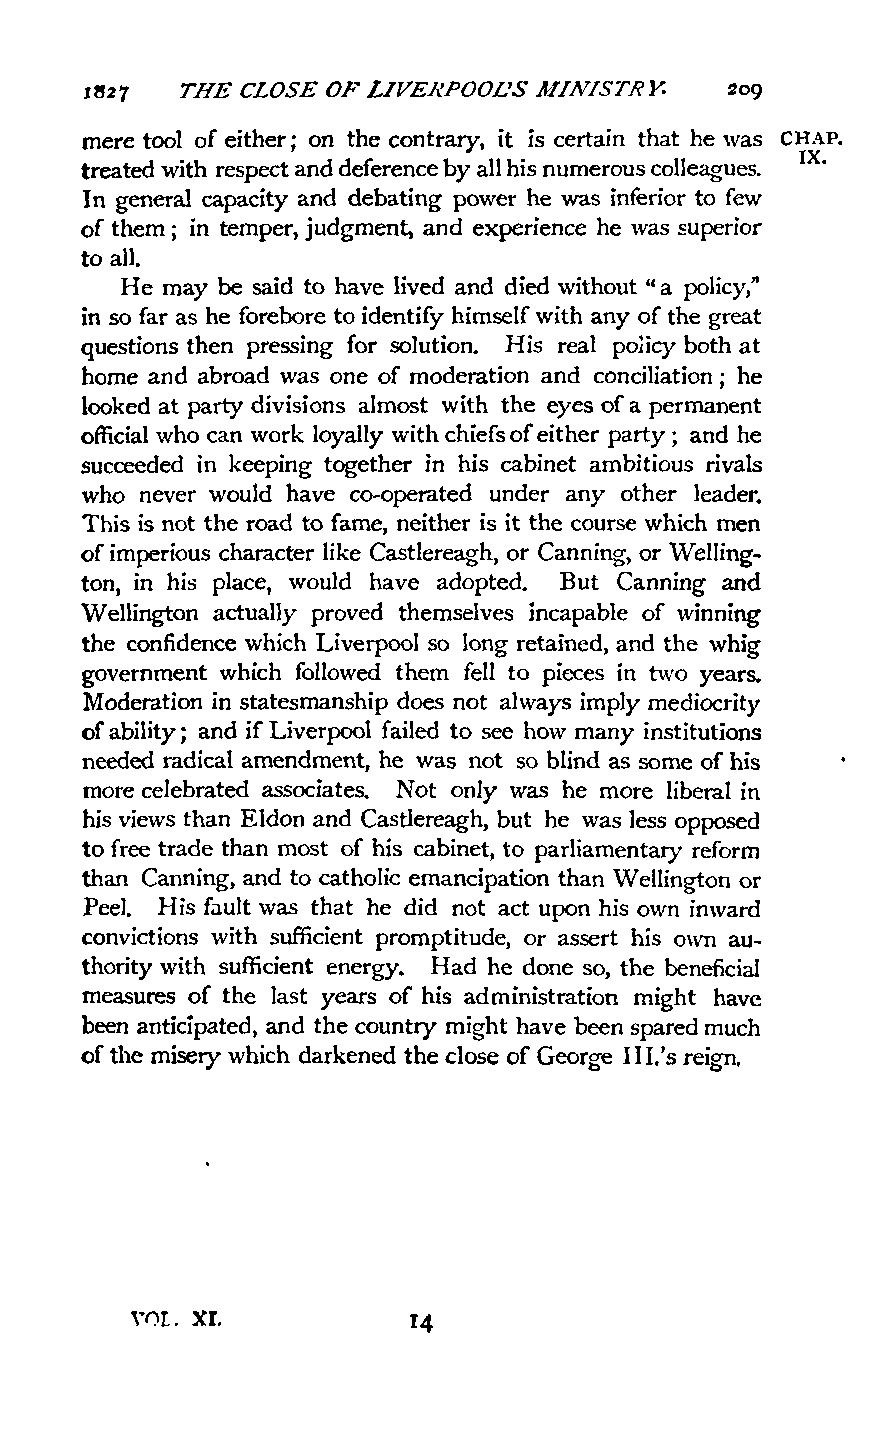 1827 THE CLOSE OF LIVERPOOL'S MINISTRY. 209
mere tool of either; on the contrary, it is certain that he was CHAP.
treated with respect and deference by all his numerous colleagues. IX.
In general capacity and debating power he was inferior to few
of them; in temper, judgment, and experience he was superior
to all.
He may be said to have lived and died without "a policy,"
in so far as he forebore to identify himself with any of the great
questions then pressing for solution. His real policy both at
home and abroad was one of moderation and conciliation; he
looked at party divisions almost with the eyes of a permanent
official who can work loyally with chiefs of either party; and he
succeeded in keeping together in his cabinet ambitious rivals
who never would have co-operated under any other leader.
This is not the road to fame, neither is it the course which men
of imperious character like Castlereagh, or Canning, or Welling-
ton, in his place, would have adopted. But Canning and
Wellington actually proved themselves incapable of winning
the confidence which Liverpool so long retained, and the whig
government which followed them fell to pieces in two years.
Moderation in statesmanship does not always imply mediocrity
of ability; and if Liverpool failed to see how many institutions
needed radical amendment, he was not so blind as some of his
more celebrated associates. Not only was he more liberal in
his views than Eldon and Castlereagh, but he was less opposed
to free trade than most of his cabinet, to parliamentary reform
than Canning, and to catholic emancipation than Wellington or
Peel. His fault was that he did not act upon his own inward
convictions with sufficient promptitude, or assert his own au-
thority with sufficient energy. Had he done so, the beneficial
measures of the last years of his administration might have
been anticipated, and the country might have been spared much
of the misery which darkened the close of George III.'s reign.
VOL. XI. 14